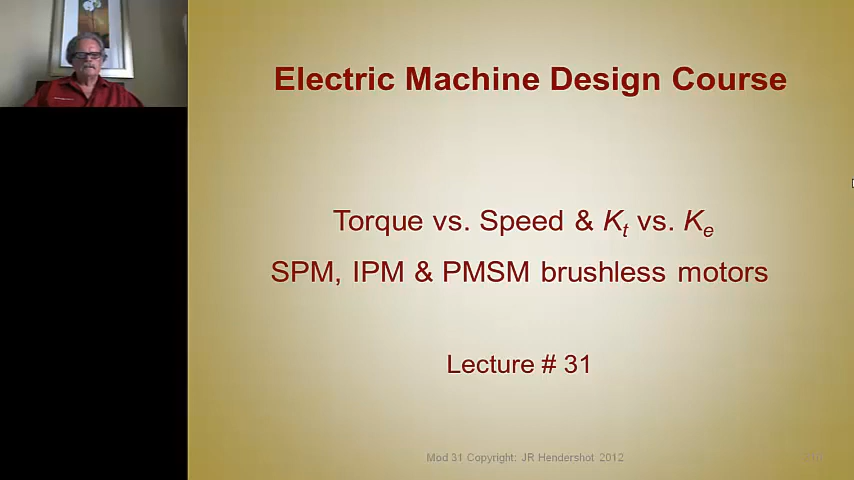 Electric Machine Design Course
Torque vs. Speed & Kt vs. Ke
SPM, IPM & PMSM brushless motors
Lecture # 31
Mod 31 Copyright: JR Hendershot 2012